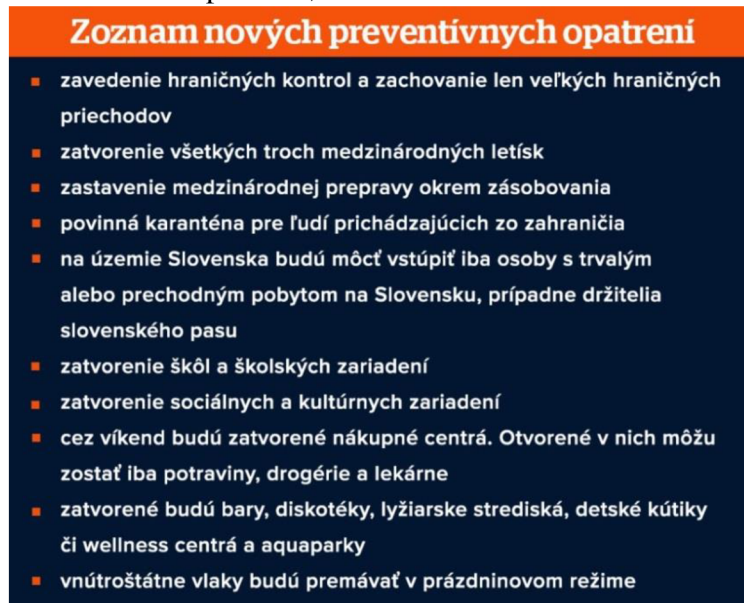 Zoznam nových preventívnych opatrení
▪ zavedenie hraničných kontrol a zachovanie len veľkých hraničných
priechodov
▪ zatvorenie všetkých troch medzinárodných letísk
▪ zastavenie medzinárodnej prepravy okrem zásobovania
▪ povinná karanténa pre ľudí prichádzajúcich zo zahraničia
▪ na územie Slovenska budú môcť vstúpiť iba osoby s trvalým
alebo prechodným pobytom na Slovensku, prípadne držitelia
slovenského pasu
▪ zatvorenie škôl a školských zariadení
▪ zatvorenie sociálnych a kultúrnych zariadení
▪ cez víkend budú zatvorené nákupné centrá. Otvorené v nich môžu
zostať iba potraviny, drogérie a lekárne
▪ zatvorené budú bary, diskotéky, lyžiarske strediská, detské kútiky
či wellness centrá a aquaparky
▪ vnútroštátne vlaky budú premávať v prázdninovom režime